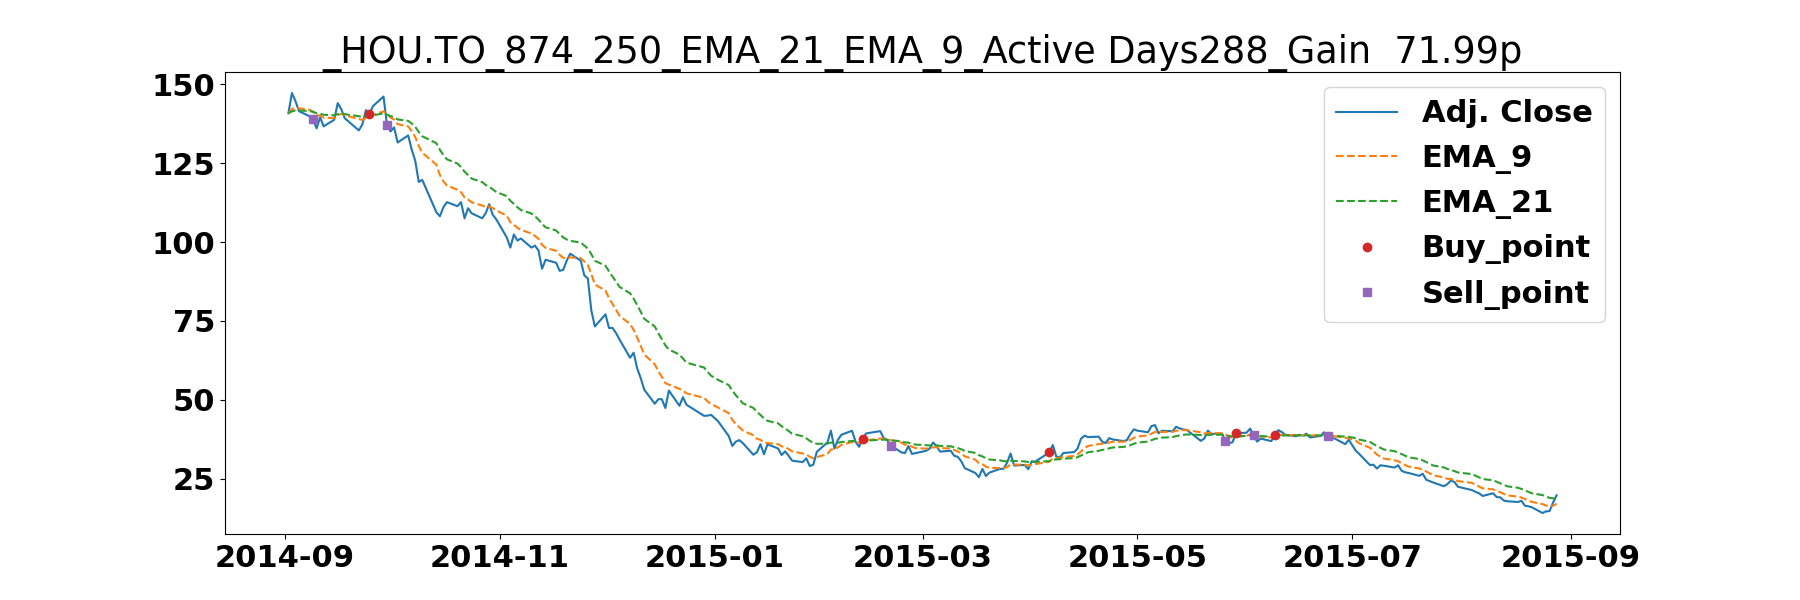 _HOU.TO_874_250_EMA_21_EMA_9_Active Days288_Gain  71.99p
150
125
100
75
50
25
Adj. Close
EMA_9
EMA_21
Buy_point
Sell_point
2014-09 2014-11 2015-01 2015-03 2015-05 2015-07 2015-09